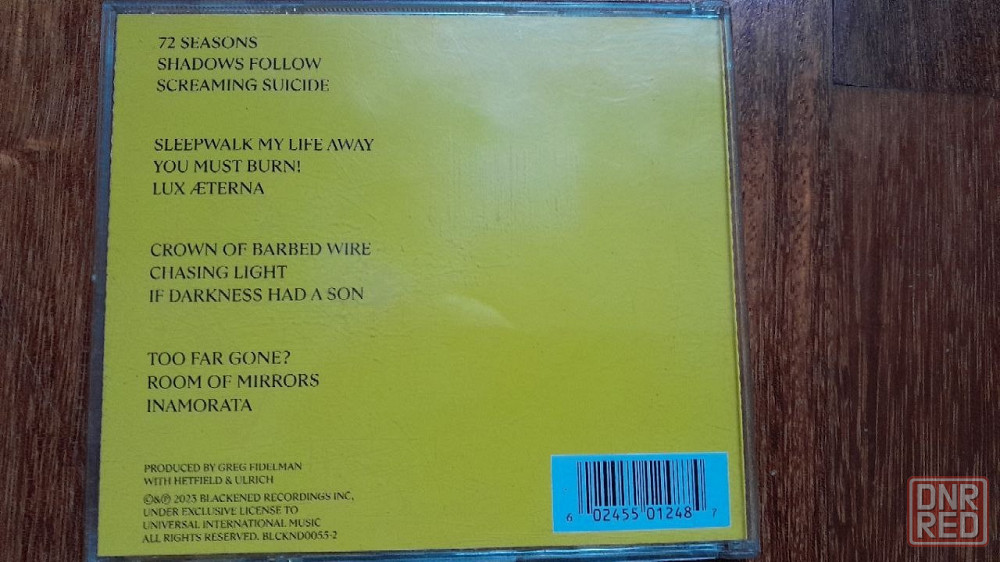 72 SEASONS
SHADOWS FOLLOW
SCREAMING SUICIDE
SLEEPWALK MY LIFE AWAY
YOU MUST BURN!
LUX ÆTERNA
CROWN OF BARBED WIRE
CHASING LIGHT
IF DARKNESS HAD A SON
TOO FAR GONE?
ROOM OF MIRRORS
INAMORATA
PRODUCED BY GREG FIDELMAN
WITH HETFIELD & ULRICH
©&℗ 2023 BLACKENED RECORDINGS INC,
UNDER EXCLUSIVE LICENSE TO
UNIVERSAL INTERNATIONAL MUSIC
ALL RIGHTS RESERVED. BLCKND0055-2
6 02455 01248 7
DNR
RED